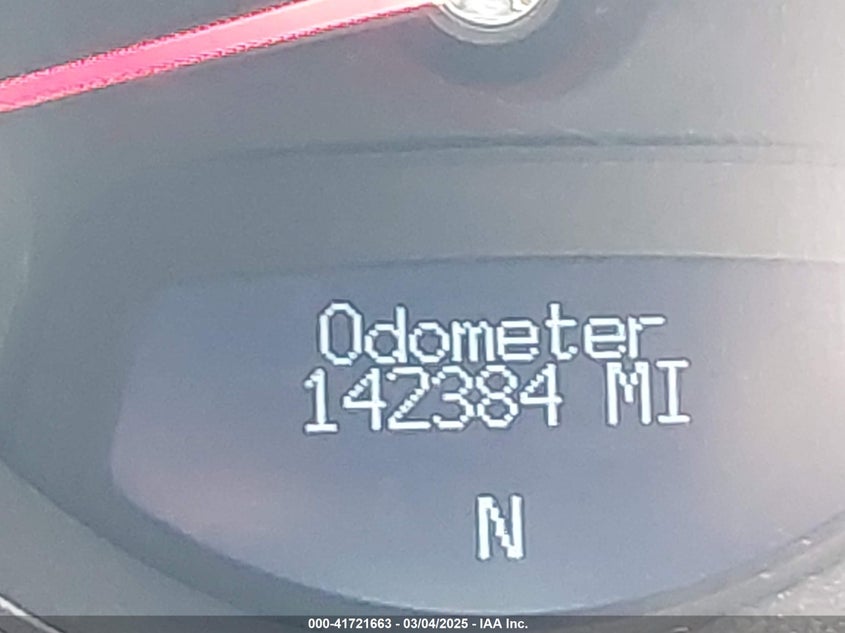 Odometer
142384 MI
N
000-41721663 - 03/04/2025 - IAA Inc.